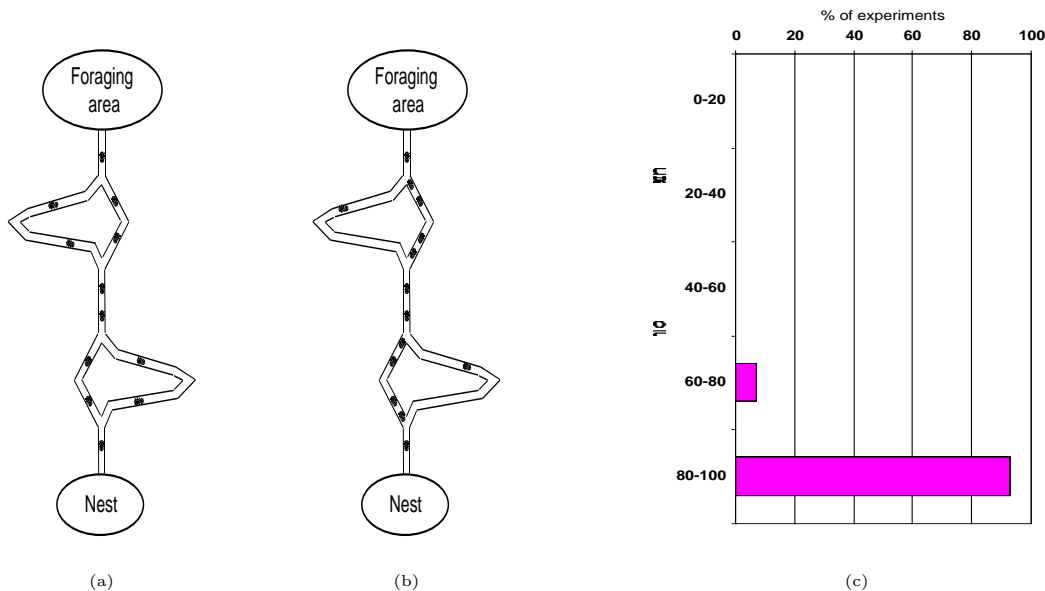 Foraging
area
Nest
(a)
Foraging
area
Nest
(b)
% of experiments
0 20 40 60 80 100
0-20
20-40
40-60
60-80
80-100
(c)